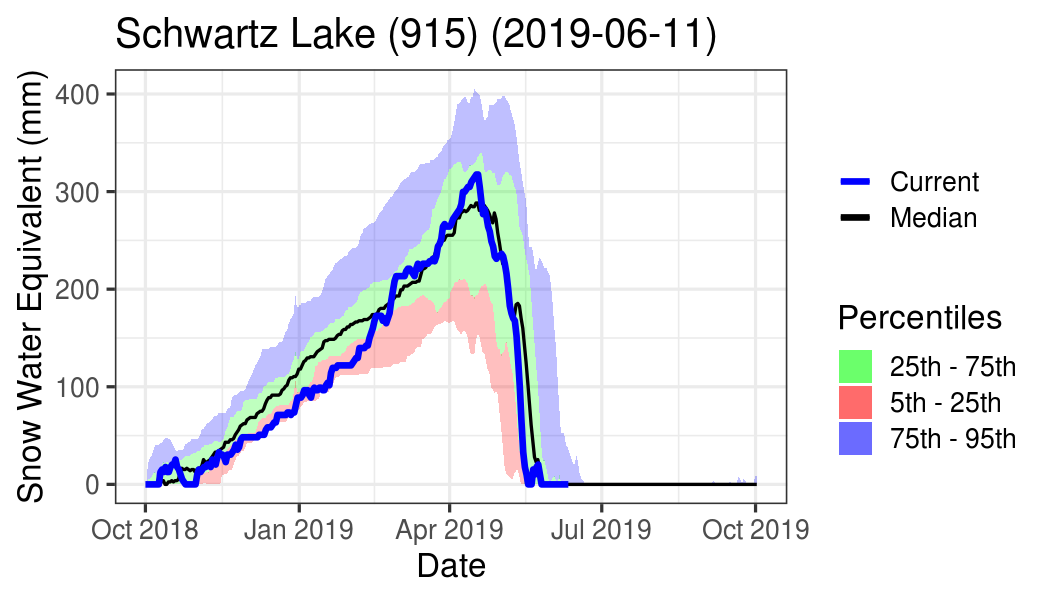 Schwartz Lake (915) (2019-06-11)
Snow Water Equivalent (mm)
400
300
200
100
0
Oct 2018 Jan 2019 Apr 2019 Jul 2019 Oct 2019
Date
Current
Median
Percentiles
25th - 75th
5th - 25th
75th - 95th